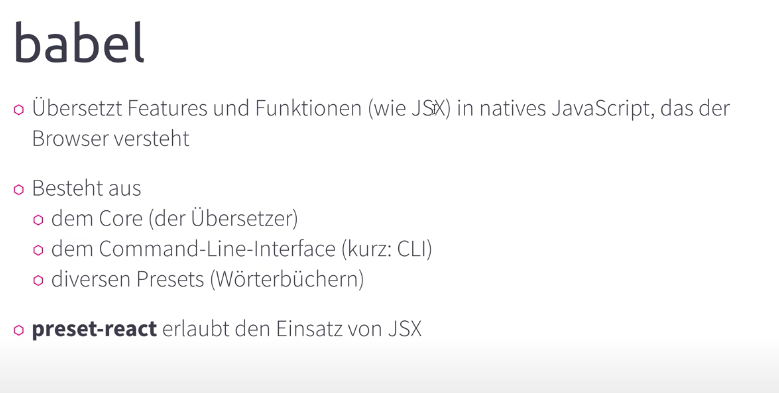 babel
Übersetzt Features und Funktionen (wie JSX) in natives JavaScript, das der
Browser versteht
Besteht aus
dem Core (der Übersetzer)
dem Command-Line-Interface (kurz: CLI)
diversen Presets (Wörterbüchern)
preset-react erlaubt den Einsatz von JSX